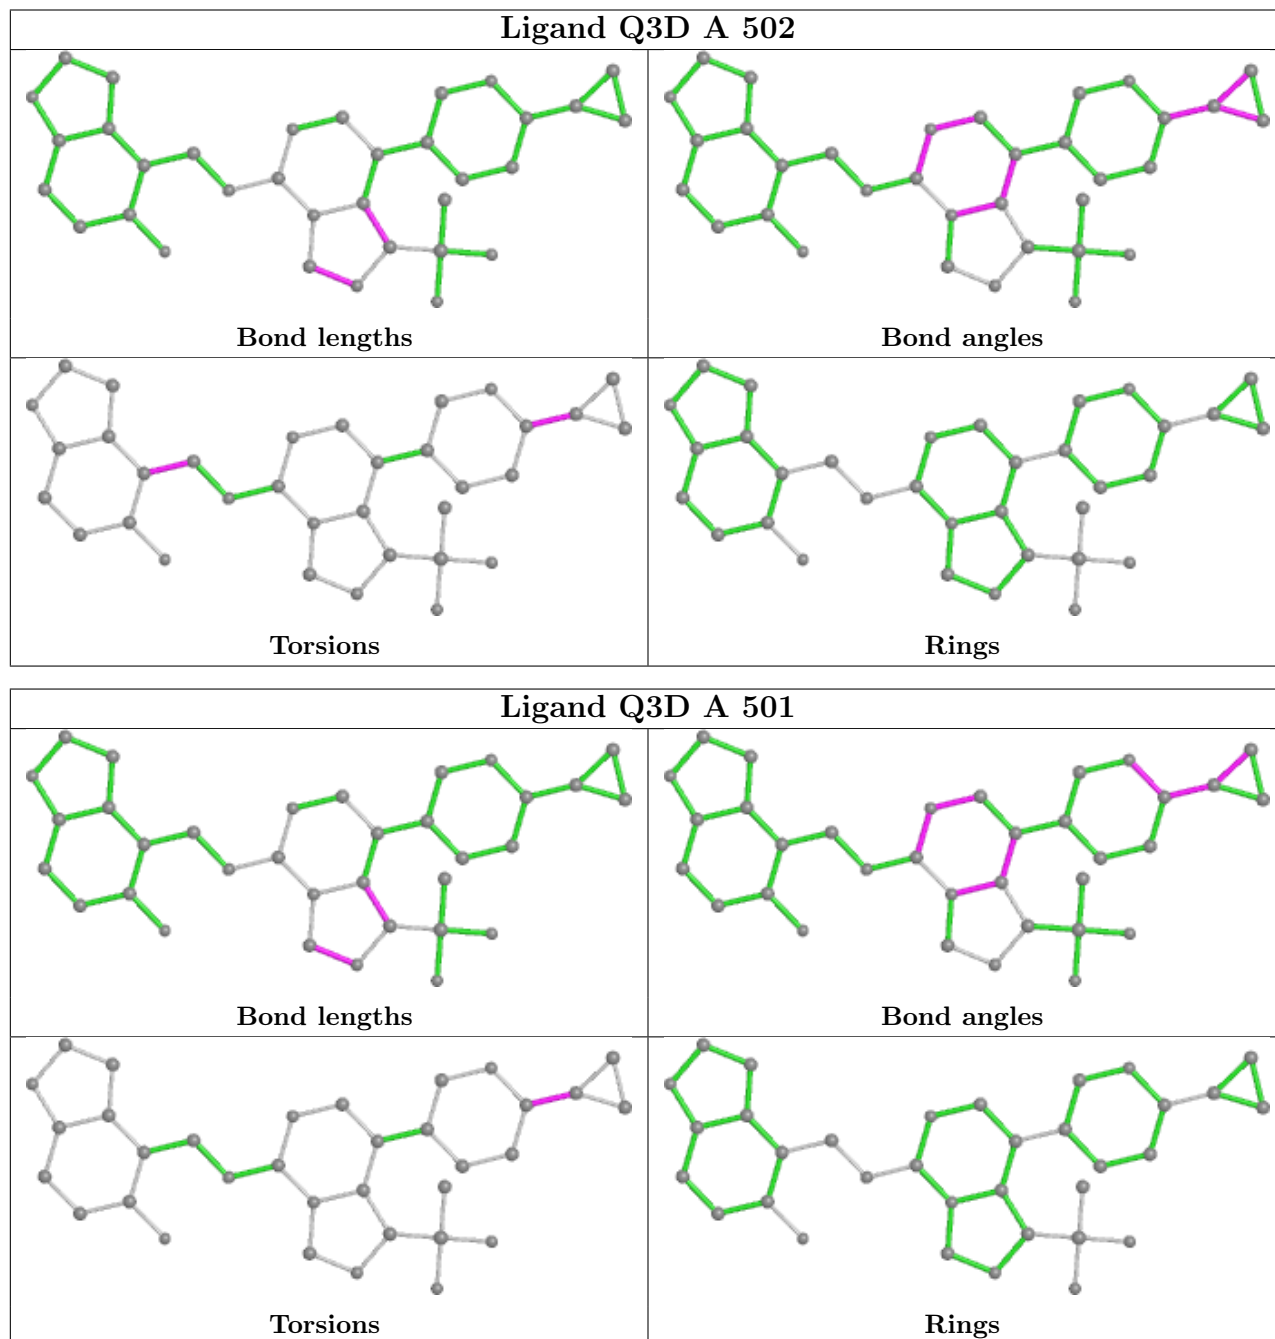 Ligand Q3D A 502
Bond lengths
Bond angles
Torsions
Rings
Ligand Q3D A 501
Bond lengths
Bond angles
Torsions
Rings